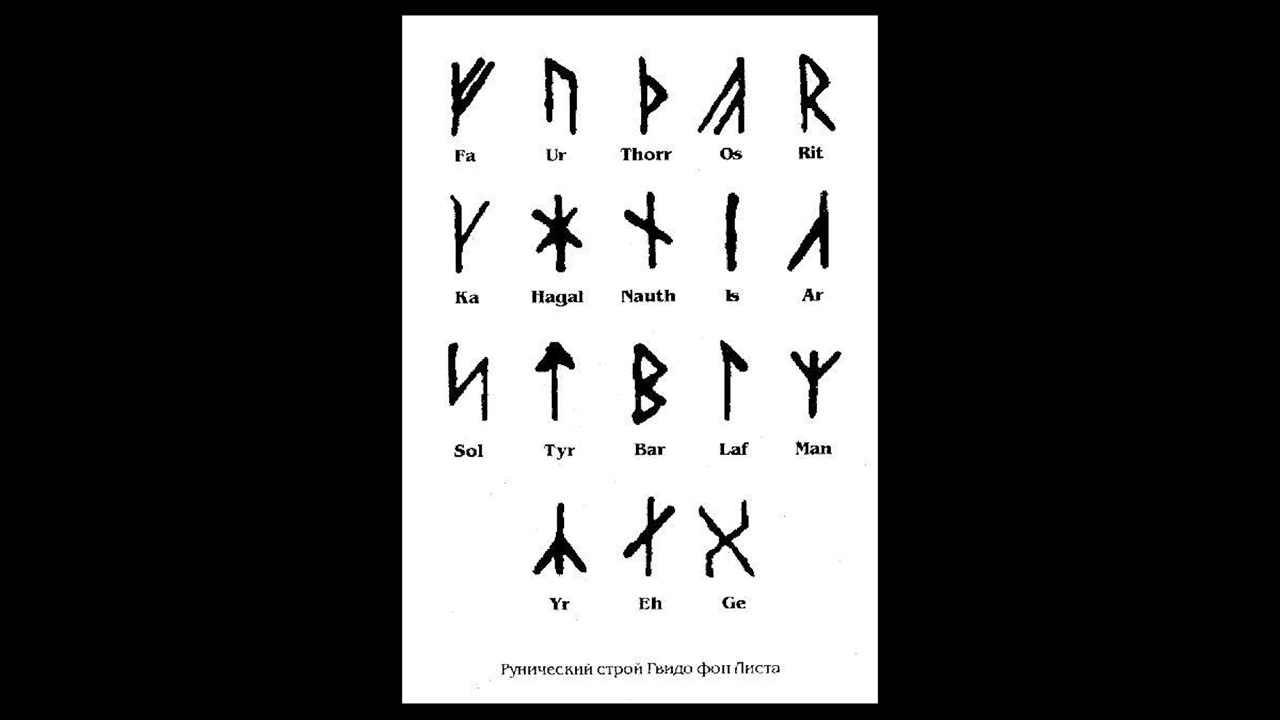 Fa Ur Thorr Os Rit
Ka Hagal Nauth Is Ar
Sol Tyr Bar Laf Man
Yr Eh Ge
Рунический строй Гвидо фон Листа